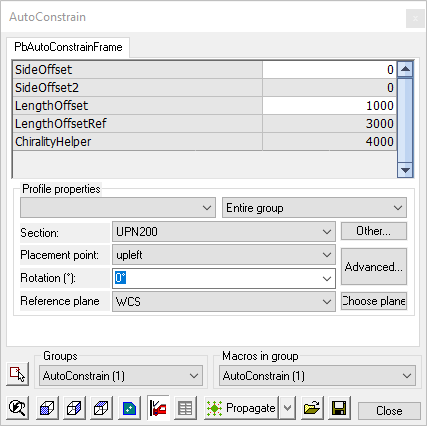 AutoConstrain
PbAutoConstrainFrame
SideOffset 0
SideOffset2 0
LengthOffset 1000
LengthOffsetRef 3000
ChiralityHelper 4000
Profile properties
Entire group
Section: UPN200 Other...
Placement point: upleft
Advanced...
Rotation (°): 0°
Reference plane WCS Choose plane
Groups Macros in group
AutoConstrain (1) AutoConstrain (1)
Propagate Close